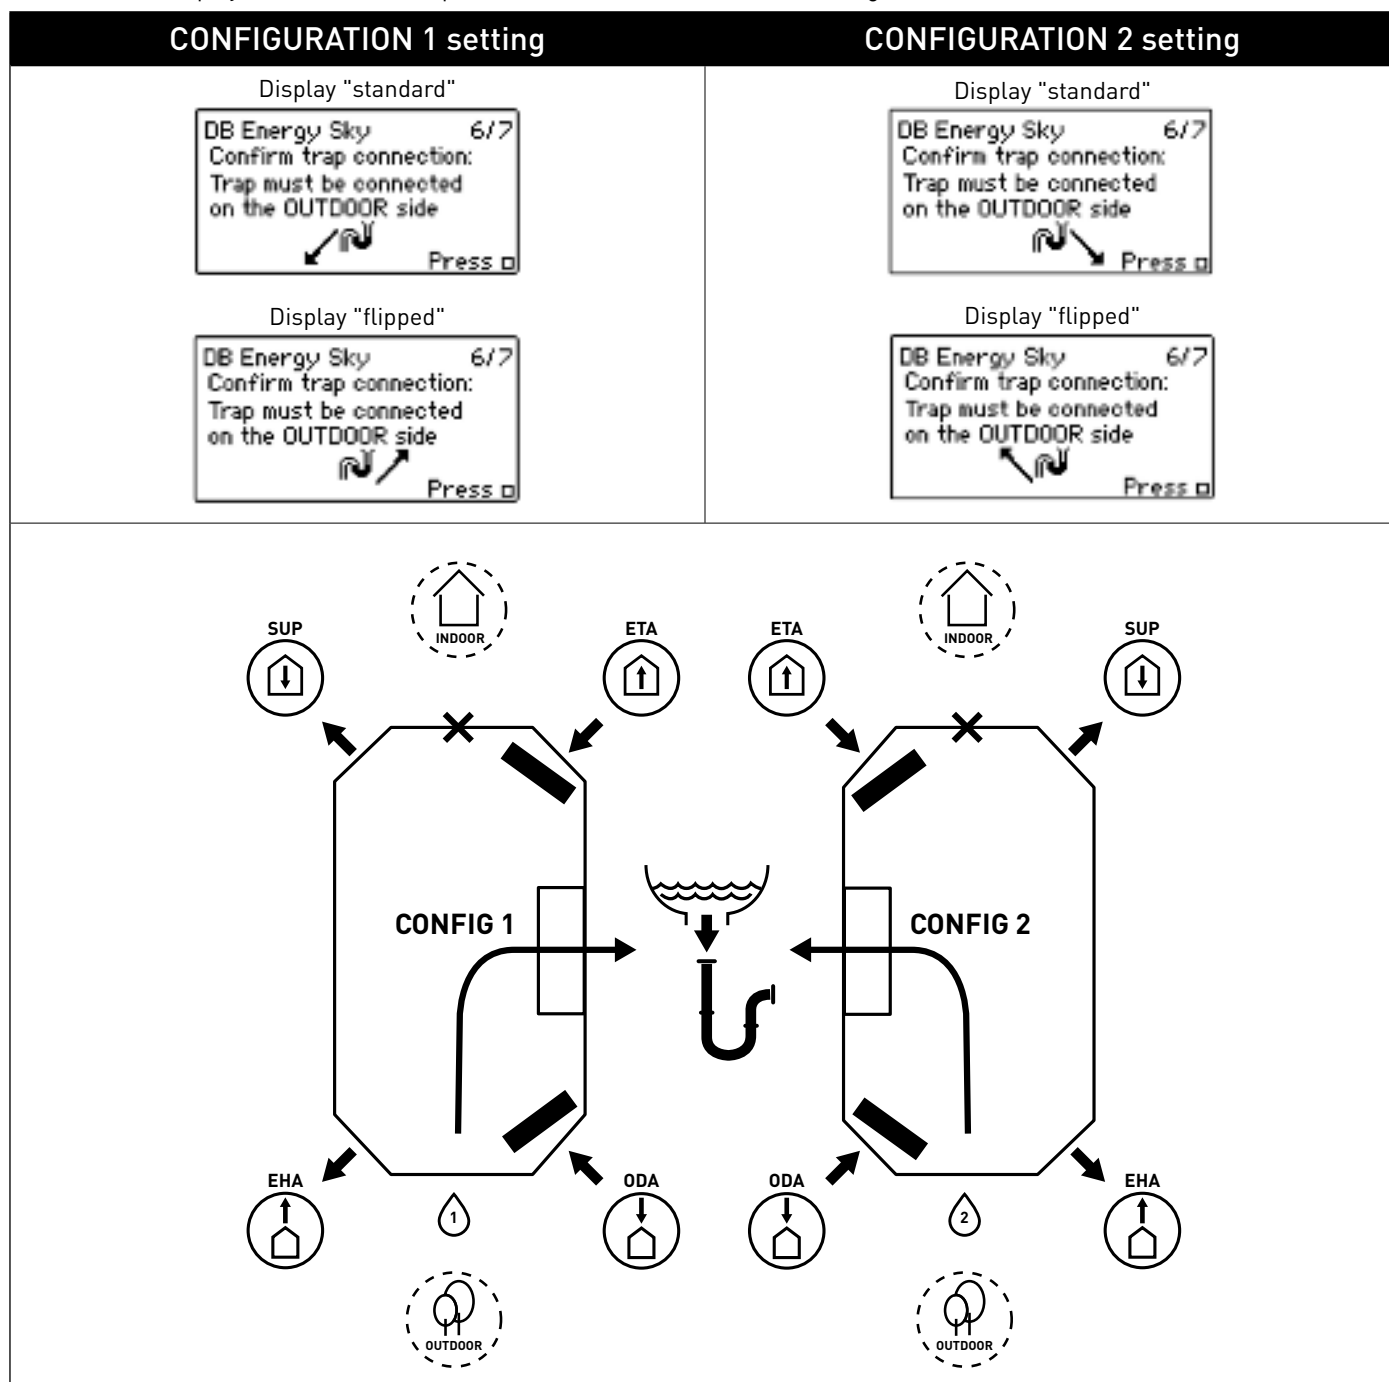 CONFIGURATION 1 setting
CONFIGURATION 2 setting
Display "standard"
DB Energy Sky 6/7
Confirm trap connection:
Trap must be connected
on the OUTDOOR side
Press
Display "flipped"
DB Energy Sky 6/7
Confirm trap connection:
Trap must be connected
on the OUTDOOR side
Press
Display "standard"
DB Energy Sky 6/7
Confirm trap connection:
Trap must be connected
on the OUTDOOR side
Press
Display "flipped"
DB Energy Sky 6/7
Confirm trap connection:
Trap must be connected
on the OUTDOOR side
Press
INDOOR
SUP
ETA
CONFIG 1
EHA
1
ODA
OUTDOOR
INDOOR
ETA
SUP
CONFIG 2
ODA
2
EHA
OUTDOOR